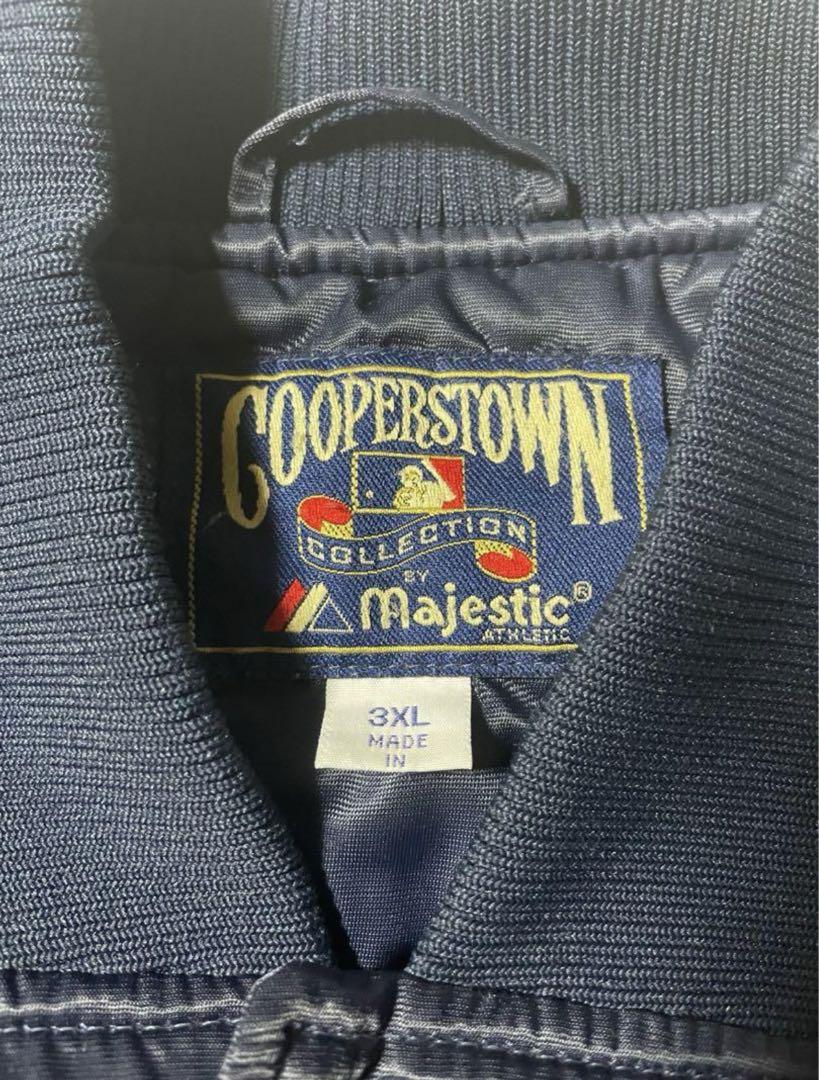 COOPERSTOWN
COLLECTION
BY
Majestic®
ATHLETIC
3XL
MADE
IN